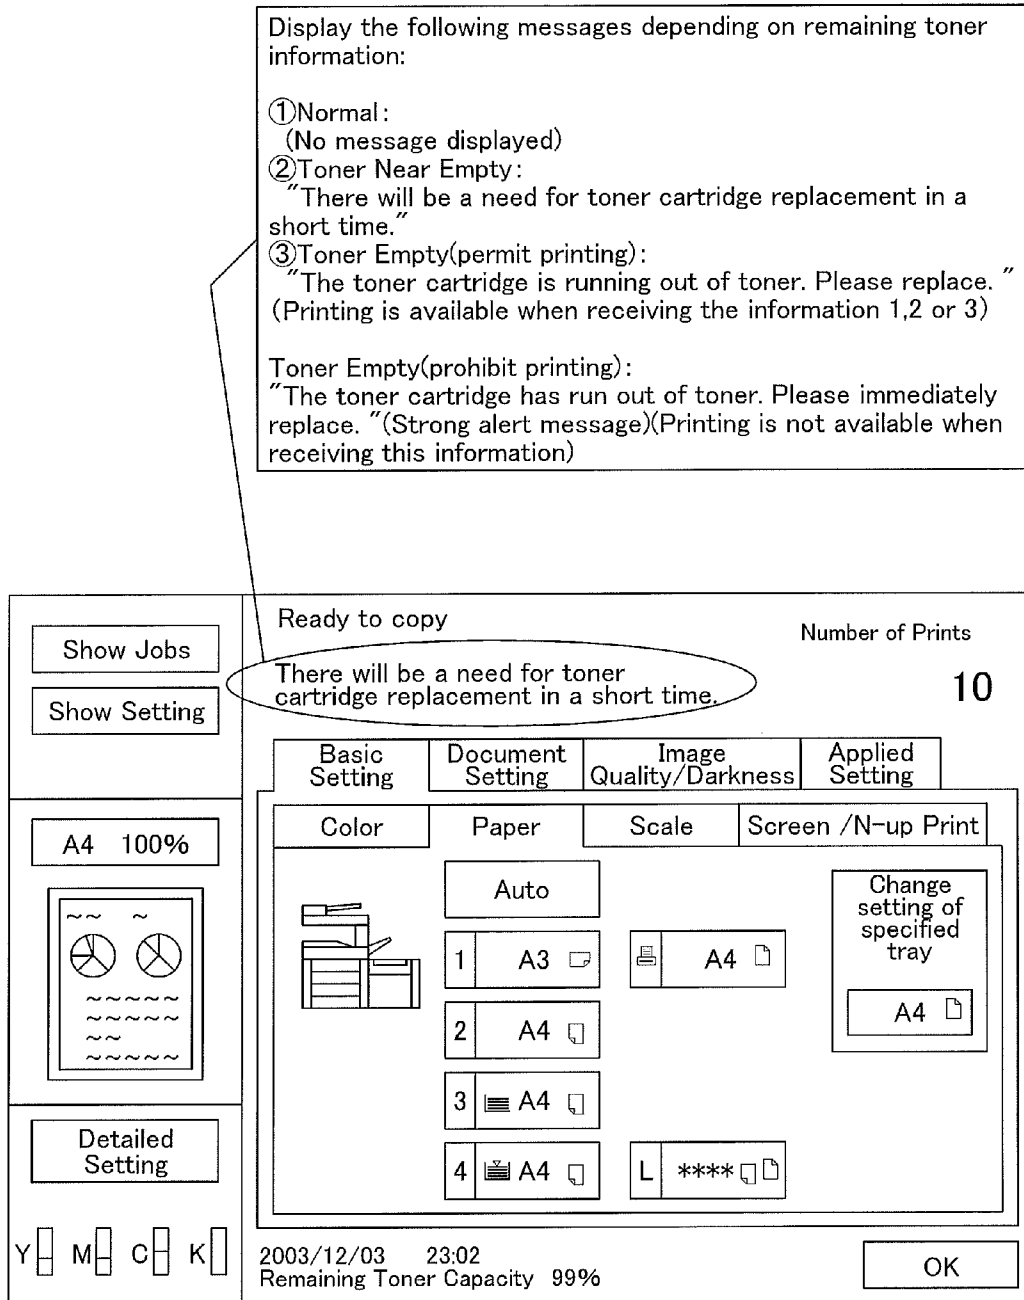 Display the following messages depending on remaining toner
information:
①Normal:
(No message displayed)
②Toner Near Empty:
"There will be a need for toner cartridge replacement in a
short time."
③Toner Empty(permit printing):
"The toner cartridge is running out of toner. Please replace. "
(Printing is available when receiving the information 1,2 or 3)
Toner Empty(prohibit printing):
"The toner cartridge has run out of toner. Please immediately
replace. "(Strong alert message)(Printing is not available when
receiving this information)
Show Jobs
Show Setting
A4 100%
Detailed
Setting
Y M C K
Ready to copy
There will be a need for toner
cartridge replacement in a short time.
Number of Prints
10
Basic
Setting
Document
Setting
Image
Quality/Darkness
Applied
Setting
Color
Paper
Scale
Screen /N-up Print
Auto
1 A3
A4
2 A4
3 A4
4 A4
L ****
Change
setting of
specified
tray
A4
2003/12/03 23:02
Remaining Toner Capacity 99%
OK